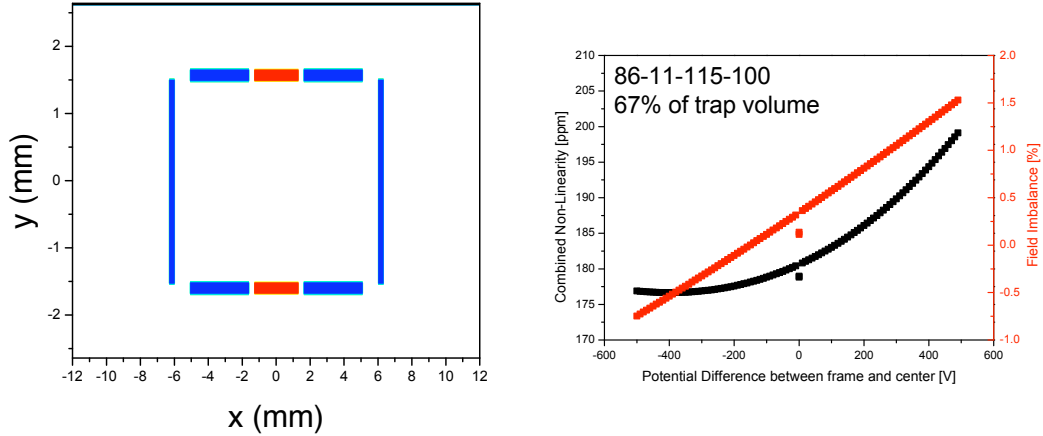 2
1
0
-1
-2
y (mm)
-12 -10 -8 -6 -4 -2 0 2 4 6 8 10 12
x (mm)
86-11-115-100
67% of trap volume
210
205
200
195
190
185
180
175
170
Combined Non-Linearity [ppm]
2.0
1.5
1.0
0.5
0.0
-0.5
-1.0
Field Imbalance [%]
-600 -400 -200 0 200 400 600
Potential Difference between frame and center [V]